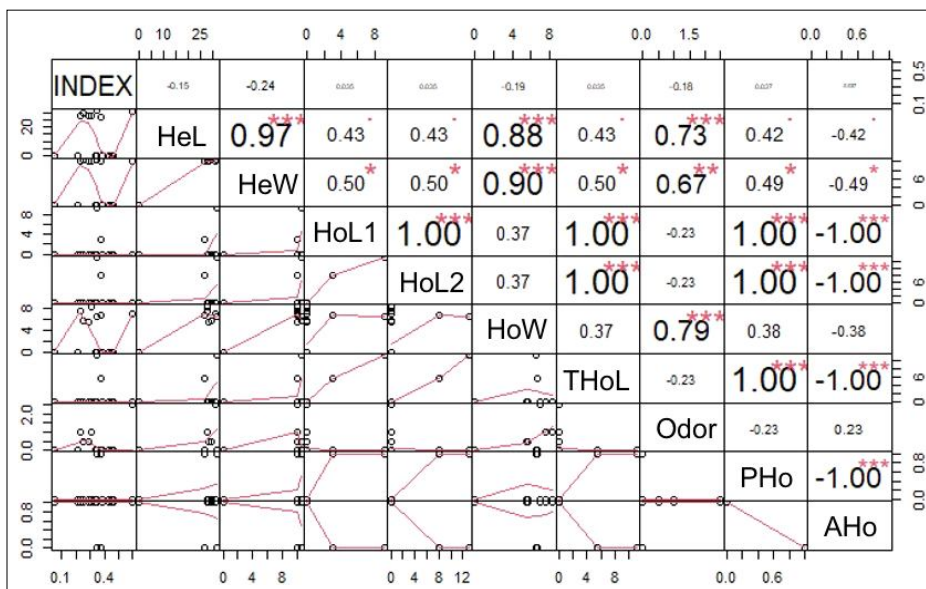 0 10 25 0 4 8 0 4 8 0.0 1.5 0.0 0.6
INDEX -0.15 -0.24 0.035 0.035 -0.19 0.035 -0.18 0.037 0.1 0.5
0 20 HeL 0.97*** 0.43. 0.43. 0.88*** 0.43. 0.73*** 0.42. -0.42.
HeW 0.50* 0.50* 0.90*** 0.50* 0.67** 0.49* -0.49* 0 6
0 4 8 HoL1 1.00*** 0.37 1.00*** -0.23 1.00*** -1.00***
HoL2 0.37 1.00*** -0.23 1.00*** -1.00*** 0 6
0 4 8 HoW 0.37 0.79*** 0.38 -0.38
THoL -0.23 1.00*** -1.00*** 0 6
0.0 2.0 Odor -0.23 0.23
PHo -1.00*** 0.0 0.8
0.0 0.8 AHo
0.1 0.4 0 4 8 0 4 8 12 0 4 8 0.0 0.6